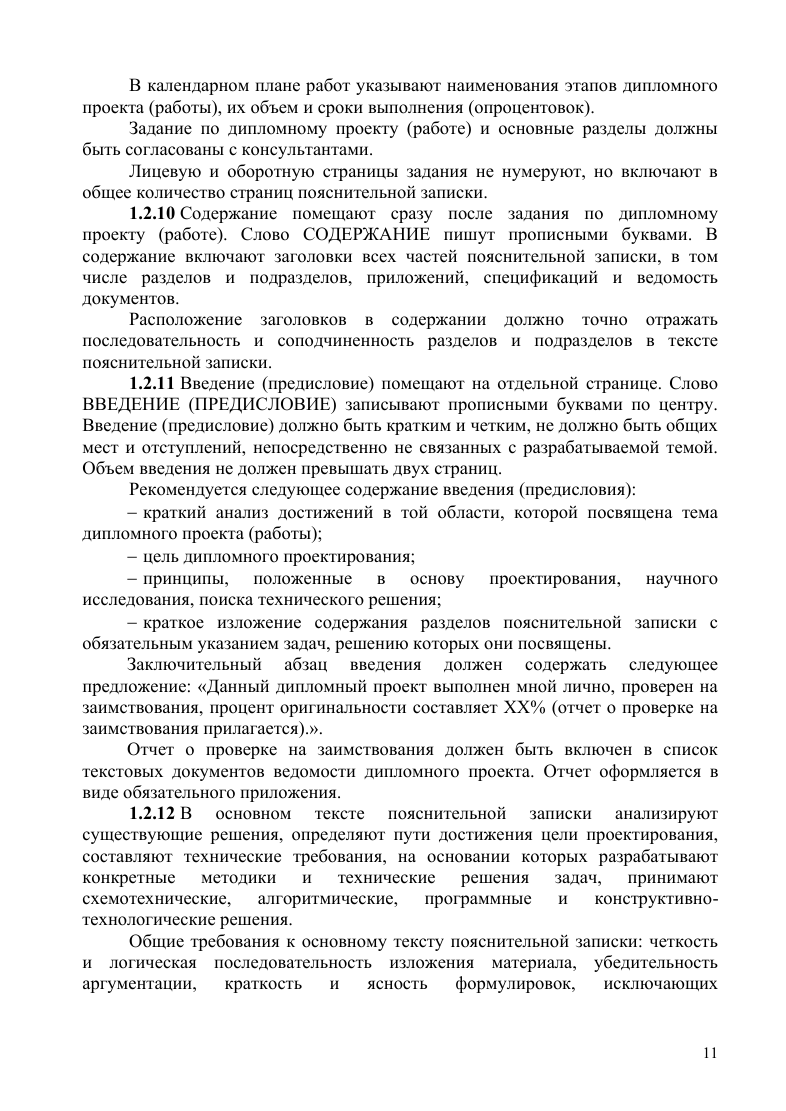 В календарном плане работ указывают наименования этапов дипломного
проекта (работы), их объем и сроки выполнения (опроцентовок).
Задание по дипломному проекту (работе) и основные разделы должны
быть согласованы с консультантами.
Лицевую и оборотную страницы задания не нумеруют, но включают в
общее количество страниц пояснительной записки.
1.2.10 Содержание помещают сразу после задания по дипломному
проекту (работе). Слово СОДЕРЖАНИЕ пишут прописными буквами. В
содержание включают заголовки всех частей пояснительной записки, в том
числе разделов и подразделов, приложений, спецификаций и ведомость
документов.
Расположение заголовков в содержании должно точно отражать
последовательность и соподчиненность разделов и подразделов в тексте
пояснительной записки.
1.2.11 Введение (предисловие) помещают на отдельной странице. Слово
ВВЕДЕНИЕ (ПРЕДИСЛОВИЕ) записывают прописными буквами по центру.
Введение (предисловие) должно быть кратким и четким, не должно быть общих
мест и отступлений, непосредственно не связанных с разрабатываемой темой.
Объем введения не должен превышать двух страниц.
Рекомендуется следующее содержание введения (предисловия):
– краткий анализ достижений в той области, которой посвящена тема
дипломного проекта (работы);
– цель дипломного проектирования;
– принципы, положенные в основу проектирования, научного
исследования, поиска технического решения;
– краткое изложение содержания разделов пояснительной записки с
обязательным указанием задач, решению которых они посвящены.
Заключительный абзац введения должен содержать следующее
предложение: «Данный дипломный проект выполнен мной лично, проверен на
заимствования, процент оригинальности составляет ХХ% (отчет о проверке на
заимствования прилагается).».
Отчет о проверке на заимствования должен быть включен в список
текстовых документов ведомости дипломного проекта. Отчет оформляется в
виде обязательного приложения.
1.2.12 В основном тексте пояснительной записки анализируют
существующие решения, определяют пути достижения цели проектирования,
составляют технические требования, на основании которых разрабатывают
конкретные методики и технические решения задач, принимают
схемотехнические, алгоритмические, программные и конструктивно-
технологические решения.
Общие требования к основному тексту пояснительной записки: четкость
и логическая последовательность изложения материала, убедительность
аргументации, краткость и ясность формулировок, исключающих
11